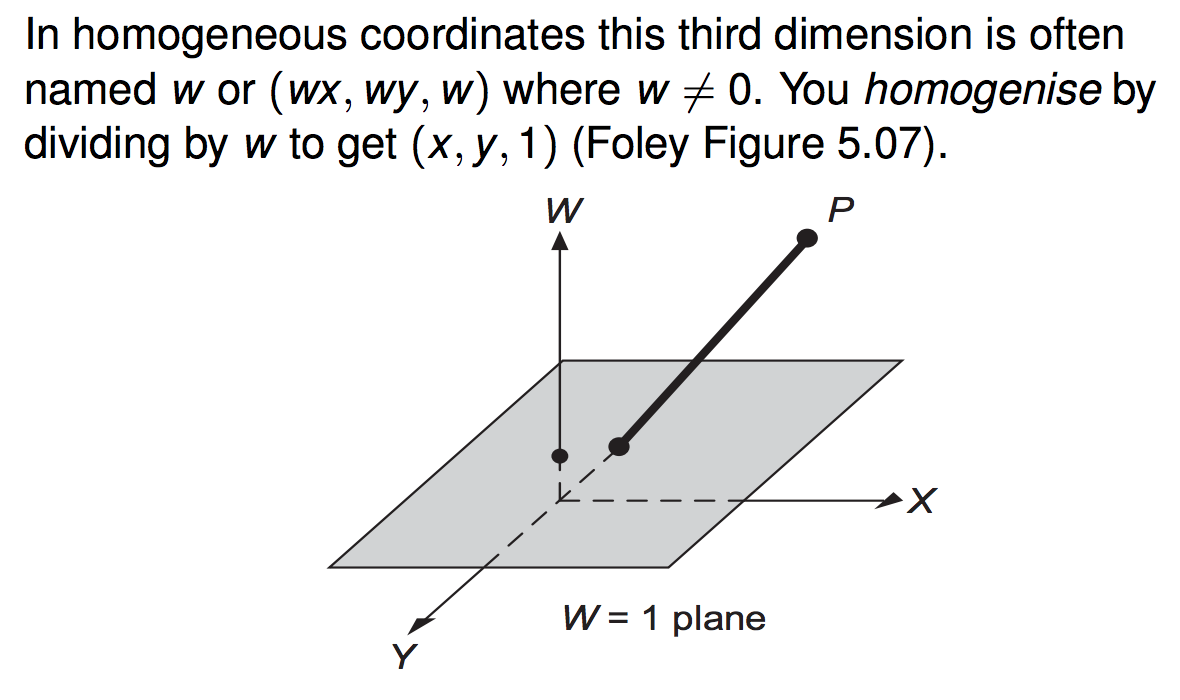 In homogeneous coordinates this third dimension is often
named w or (wx, wy, w) where w ≠ 0. You homogenise by
dividing by w to get (x, y, 1) (Foley Figure 5.07).
W
P
X
W = 1 plane
Y